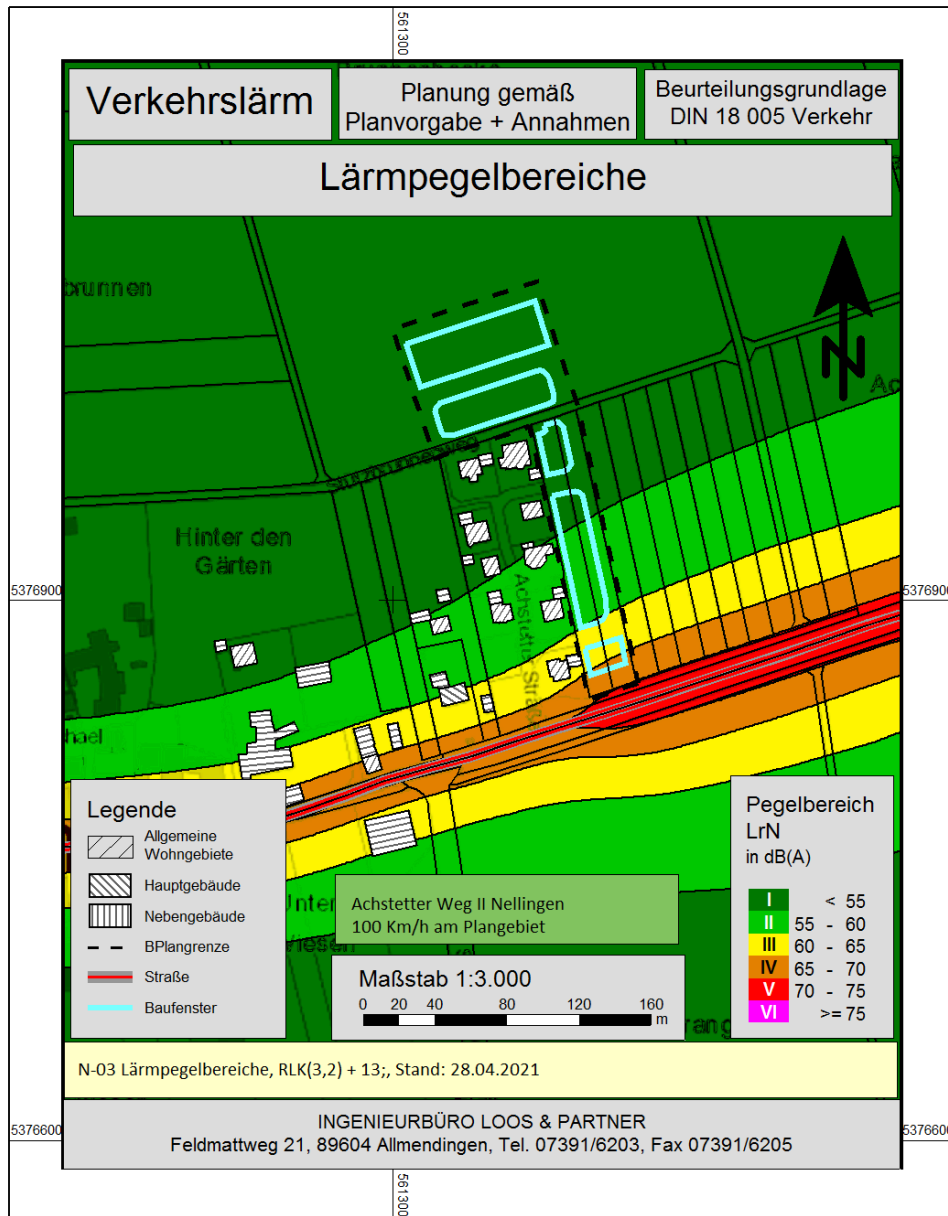 561300
Verkehrslärm
Planung gemäß
Planvorgabe + Annahmen
Beurteilungsgrundlage
DIN 18 005 Verkehr
Lärmpegelbereiche
brunnen
N
Hinter den
Gärten
5376900
5376900
hael
Legende
Allgemeine
Wohngebiete
Hauptgebäude
Nebengebäude
BPlangrenze
Straße
Baufenster
Unter
Wiesen
Achstetter Weg II Nellingen
100 Km/h am Plangebiet
Maßstab 1:3.000
0 20 40 80 120 160
m
Pegelbereich
LrN
in dB(A)
I < 55
II 55 - 60
III 60 - 65
IV 65 - 70
V 70 - 75
VI >= 75
N-03 Lärmpegelbereiche, RLK(3,2) + 13;, Stand: 28.04.2021
INGENIEURBÜRO LOOS & PARTNER
Feldmattweg 21, 89604 Allmendingen, Tel. 07391/6203, Fax 07391/6205
5376600
5376600
561300